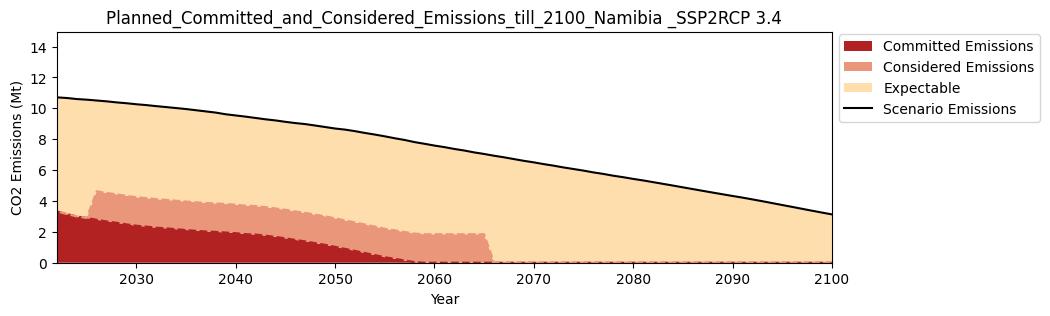 Planned_Committed_and_Considered_Emissions_till_2100_Namibia _SSP2RCP 3.4
14
12
10
8
6
4
2
0
CO2 Emissions (Mt)
2030 2040 2050 2060 2070 2080 2090 2100
Year
Committed Emissions
Considered Emissions
Expectable
Scenario Emissions